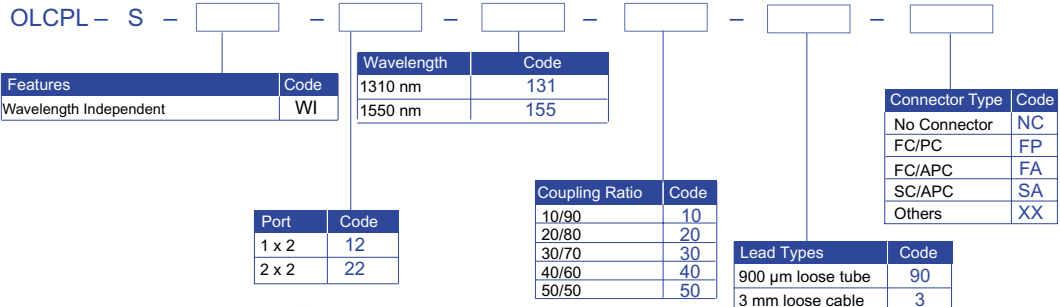 OLCPL – S – – – – – –
Features Code
Wavelength Independent WI
Wavelength Code
1310 nm 131
1550 nm 155
Connector Type Code
No Connector NC
FC/PC FP
FC/APC FA
SC/APC SA
Others XX
Port Code
1 x 2 12
2 x 2 22
Coupling Ratio Code
10/90 10
20/80 20
30/70 30
40/60 40
50/50 50
Lead Types Code
900 μm loose tube 90
3 mm loose cable 3